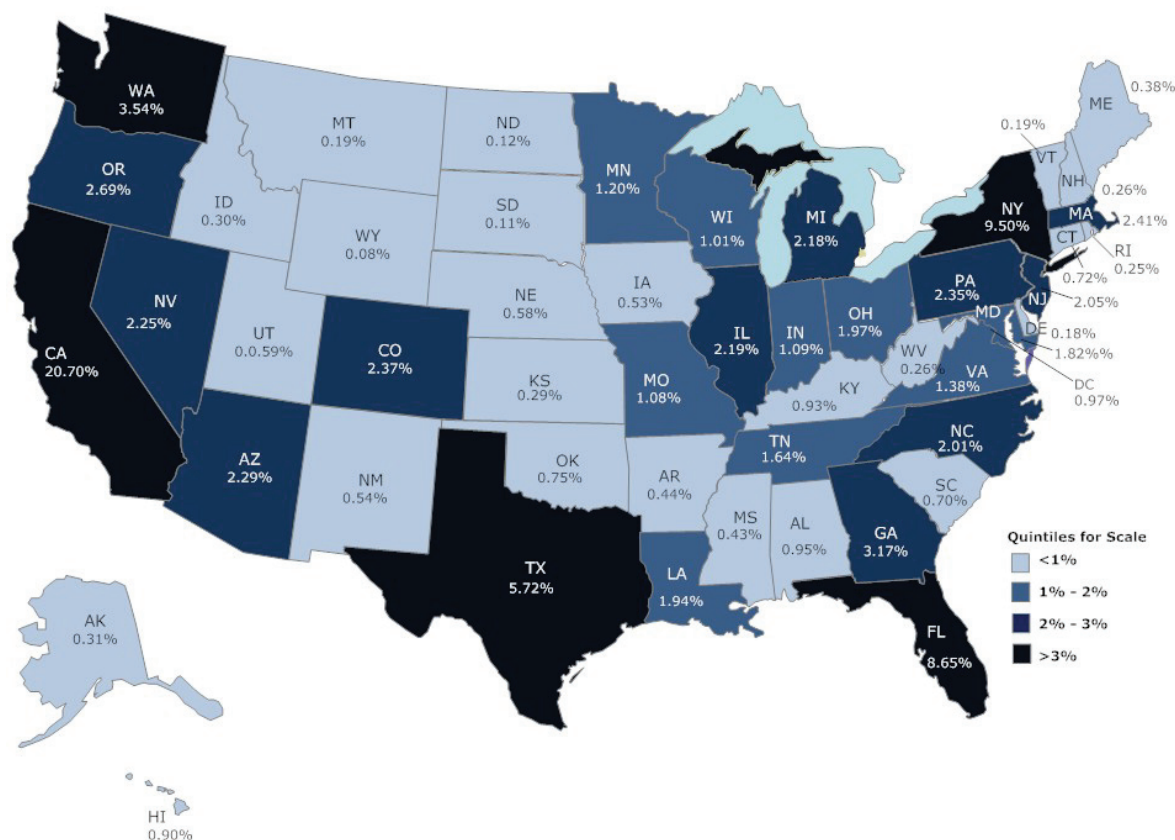 WA
3.54%
MT
0.19%
ND
0.12%
MN
1.20%
OR
2.69%
ID
0.30%
SD
0.11%
WI
1.01%
MI
2.18%
WY
0.08%
NE
0.58%
IA
0.53%
NV
2.25%
UT
0.0.59%
CO
2.37%
KS
0.29%
MO
1.08%
IL
2.19%
IN
1.09%
OH
1.97%
CA
20.70%
AZ
2.29%
NM
0.54%
OK
0.75%
AR
0.44%
TX
5.72%
LA
1.94%
MS
0.43%
AL
0.95%
GA
3.17%
FL
8.65%
SC
0.70%
NC
2.01%
TN
1.64%
KY
0.93%
WV
0.26%
VA
1.38%
PA
2.35%
NY
9.50%
ME
0.38%
0.19%
VT
NH
0.26%
MA
2.41%
CT
0.72%
RI
0.25%
NJ
2.05%
MD
DE
0.18%
1.82%%
DC
0.97%
AK
0.31%
HI
0.90%
Quintiles for Scale
<1%
1% - 2%
2% - 3%
>3%